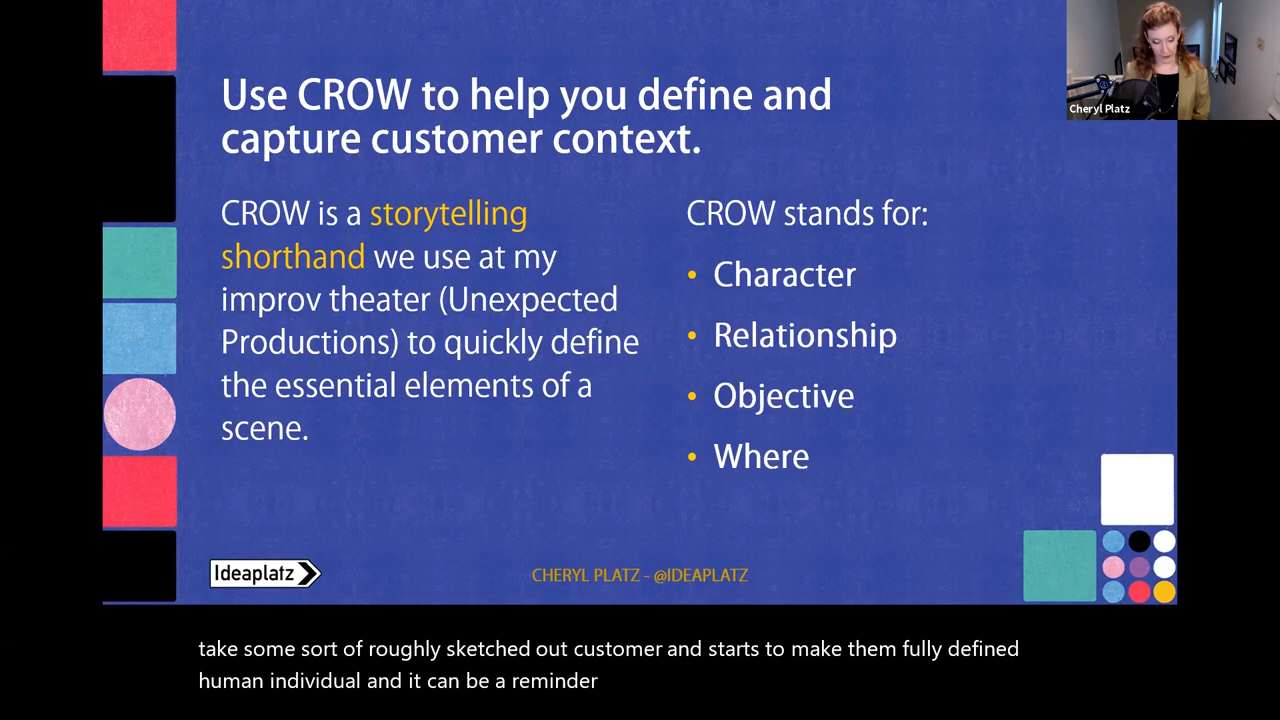 Use CROW to help you define and
capture customer context.
CROW is a storytelling
shorthand we use at my
improv theater (Unexpected
Productions) to quickly define
the essential elements of a
scene.
CROW stands for:
• Character
• Relationship
• Objective
• Where
Ideaplatz
CHERYL PLATZ - @IDEAPLATZ
Cheryl Platz
take some sort of roughly sketched out customer and starts to make them fully defined
human individual and it can be a reminder